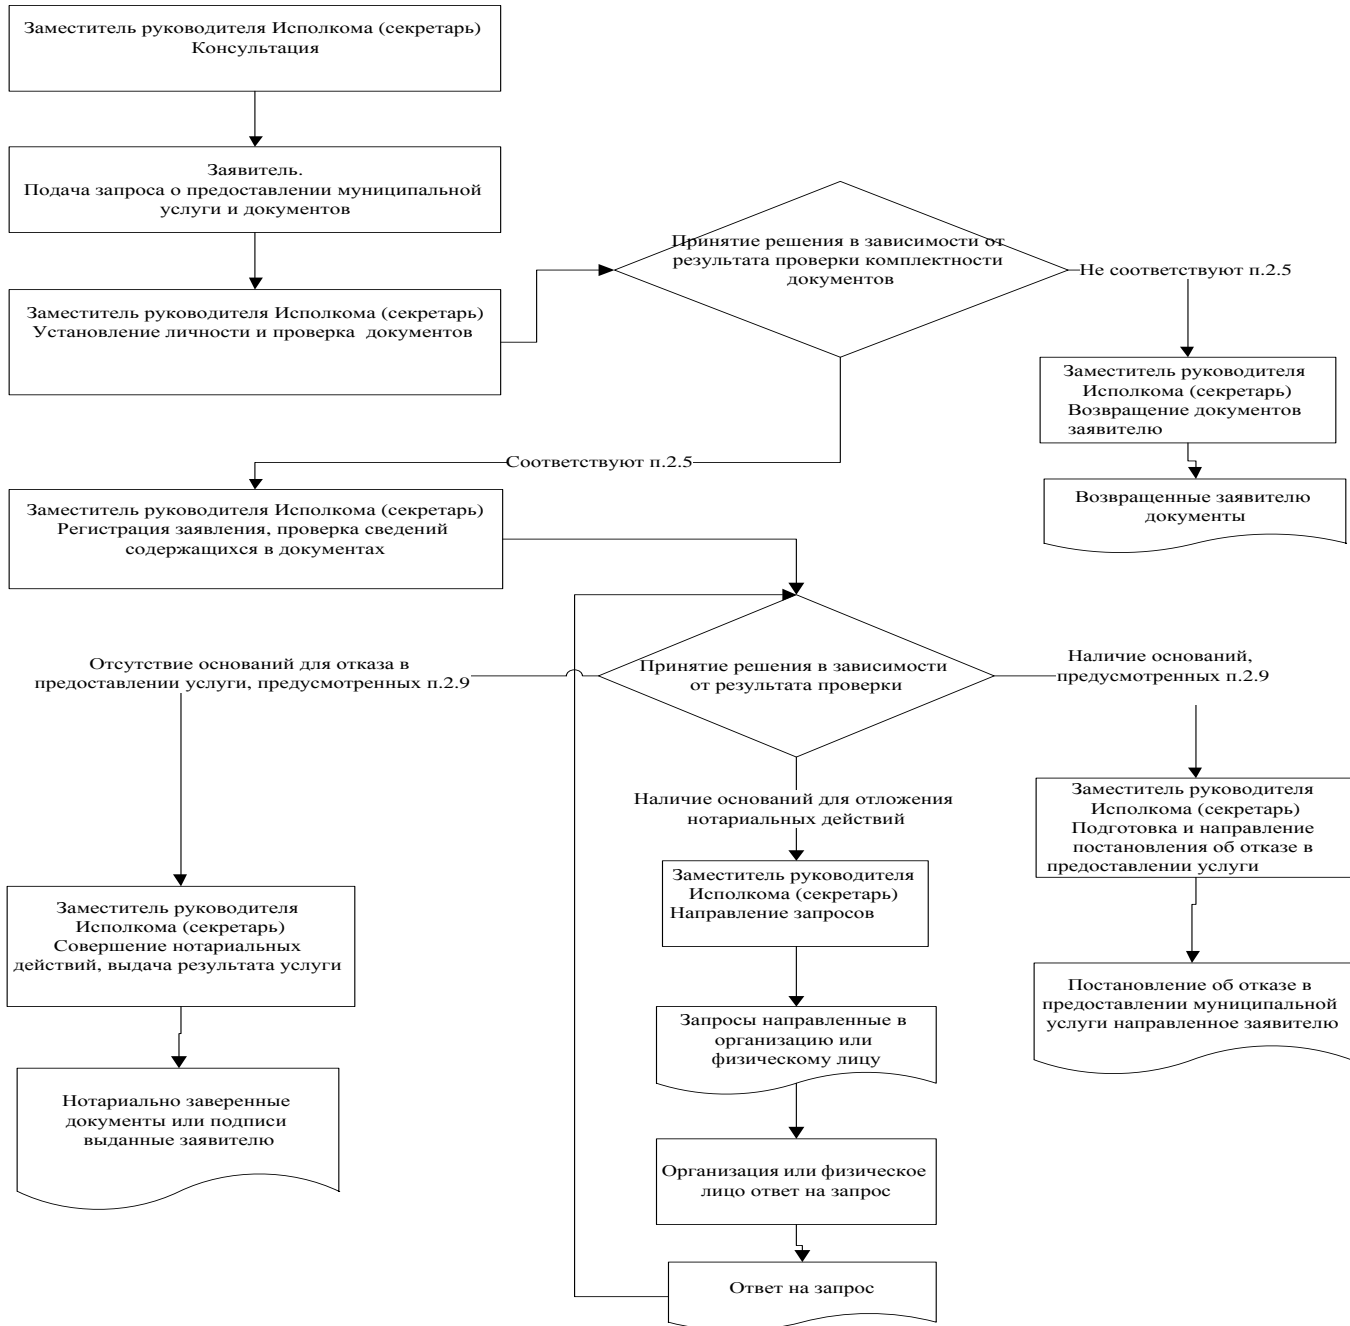 Заместитель руководителя Исполкома (секретарь)
Консультация
Заявитель.
Подача запроса о предоставлении муниципальной
услуги и документов
Заместитель руководителя Исполкома (секретарь)
Установление личности и проверка документов
Принятие решения в зависимости от
результата проверки комплектности
документов
Не соответствуют п.2.5
Заместитель руководителя
Исполкома (секретарь)
Возвращение документов
заявителю
Возвращенные заявителю
документы
Соответствуют п.2.5
Заместитель руководителя Исполкома (секретарь)
Регистрация заявления, проверка сведений
содержащихся в документах
Принятие решения в зависимости
от результата проверки
Отсутствие оснований для отказа в
предоставлении услуги, предусмотренных п.2.9
Наличие оснований,
предусмотренных п.2.9
Наличие оснований для отложения
нотариальных действий
Заместитель руководителя
Исполкома (секретарь)
Подготовка и направление
постановления об отказе в
предоставлении услуги
Заместитель руководителя
Исполкома (секретарь)
Направление запросов
Заместитель руководителя
Исполкома (секретарь)
Совершение нотариальных
действий, выдача результата услуги
Постановление об отказе в
предоставлении муниципальной
услуги направленное заявителю
Запросы направленные в
организацию или
физическому лицу
Нотариально заверенные
документы или подписи
выданные заявителю
Организация или физическое
лицо ответ на запрос
Ответ на запрос